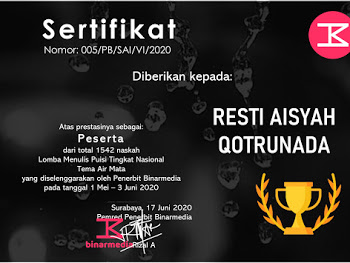 Sertifikat
Nomor: 005/PB/SAI/VI/2020
Diberikan kepada:
RESTI AISYAH
QOTRUNADA
Atas prestasinya sebagai:
Peserta
dari total 1542 naskah
Lomba Menulis Puisi Tingkat Nasional
Tema Air Mata
yang diselenggarakan oleh Penerbit Binarmedia
pada tanggal 1 Mei – 3 Juni 2020
Surabaya, 17 Juni 2020
Pemred Penerbit Binarmedia
binarmedia
Rizal A